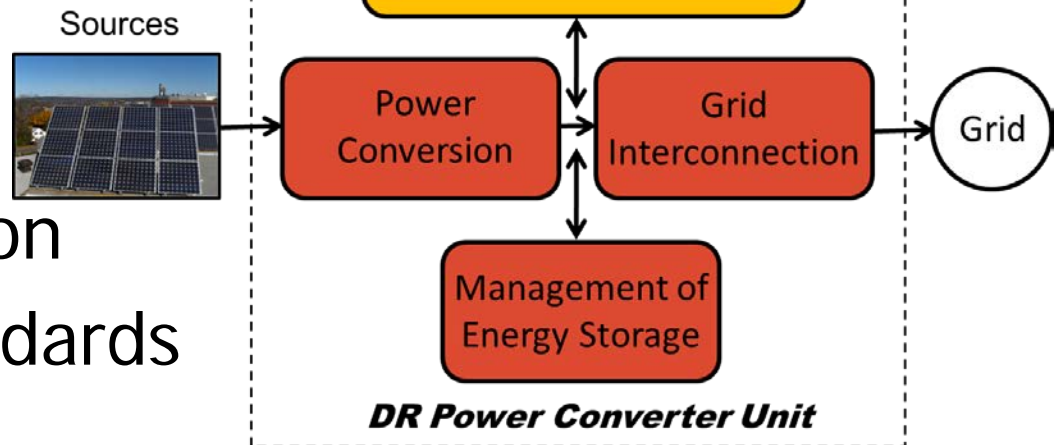 Sources
Power
Conversion
Grid
Interconnection
Grid
on
dards
Management of
Energy Storage
DR Power Converter Unit